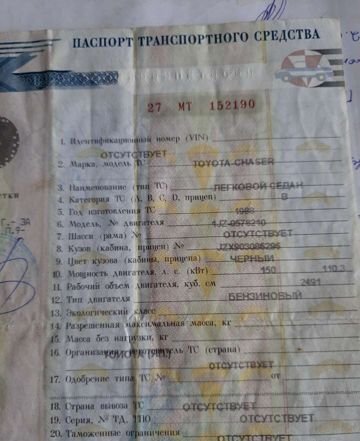 ПАСПОРТ ТРАНСПОРТНОГО СРЕДСТВА
27 МТ 152190
1. Идентификационный номер (VIN)
ОТСУТСТВУЕТ
2. Марка, модель ТС TOYOTA-CHASER
3. Наименование (тип ТС) ЛЕГКОВОЙ СЕДАН
4. Категория ТС (A, B, C, D, прицеп) B
5. Год изготовления ТС 1998
6. Модель, № двигателя
7. Шасси (рама) № ОТСУТСТВУЕТ
8. Кузов (кабина, прицеп) №
9. Цвет кузова (кабины, прицепа) ЧЕРНЫЙ
10. Мощность двигателя, л. с. (кВт) 150 110.3
11. Рабочий объем двигателя, куб. см 2491
12. Тип двигателя БЕНЗИНОВЫЙ
13. Экологический класс
14. Разрешенная максимальная масса, кг
15. Масса без нагрузки, кг
16. Организация-изготовитель ТС (страна)
ОТСУТСТВУЕТ
17. Одобрение типа ТС № от
18. Страна вывоза ТС ОТСУТСТВУЕТ
19. Серия, № ТД, ТПО ОТСУТСТВУЕТ
20. Таможенные ограничения ОТСУТСТВУЕТ